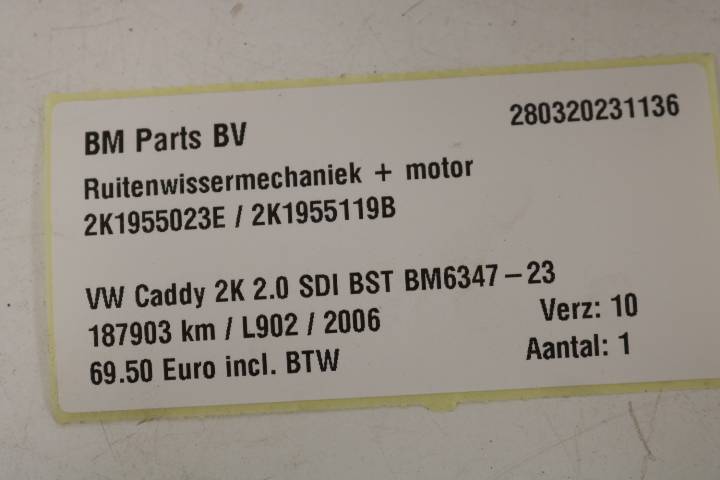 BM Parts BV 280320231136
Ruitenwissermechaniek + motor
2K1955023E / 2K1955119B
VW Caddy 2K 2.0 SDI BST BM6347-23
187903 km / L902 / 2006 Verz: 10
69.50 Euro incl. BTW Aantal: 1